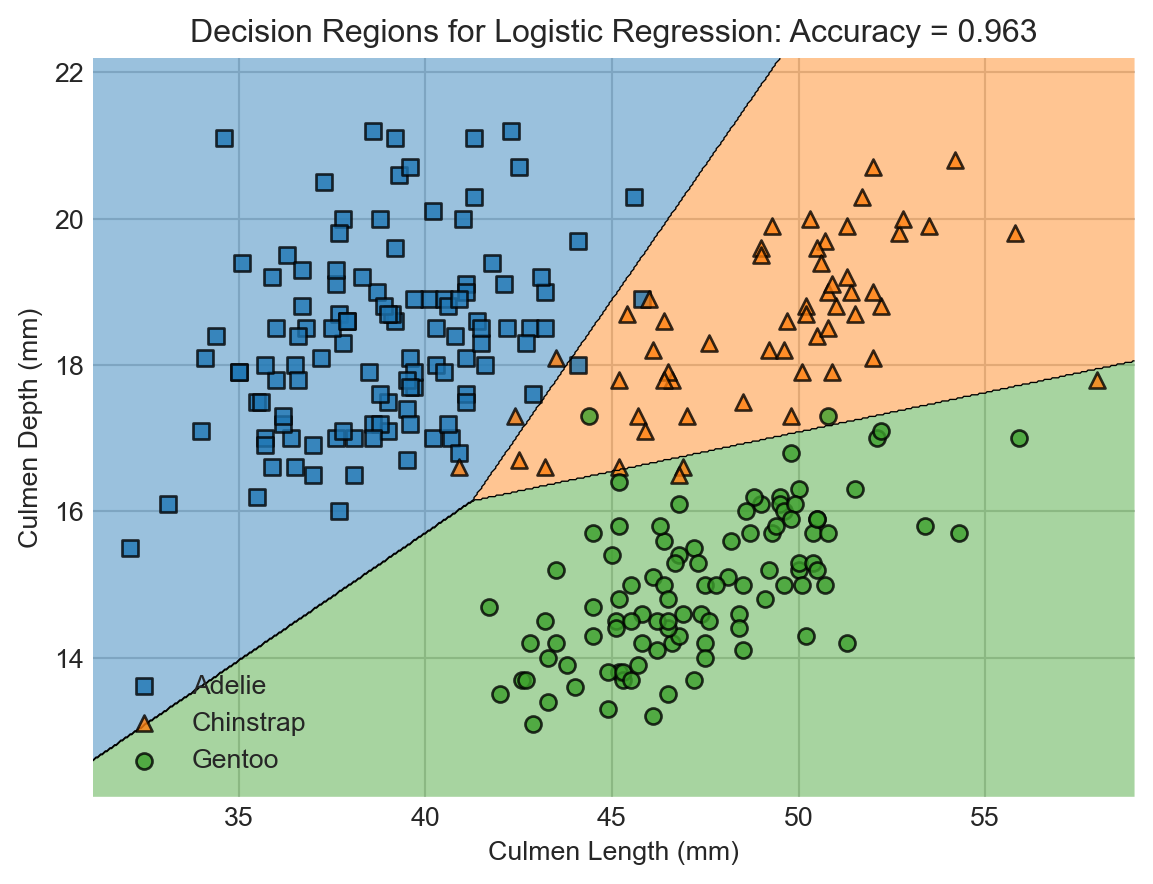 Decision Regions for Logistic Regression: Accuracy = 0.963
22
20
18
16
14
Culmen Depth (mm)
Adelie
Chinstrap
Gentoo
35 40 45 50 55
Culmen Length (mm)